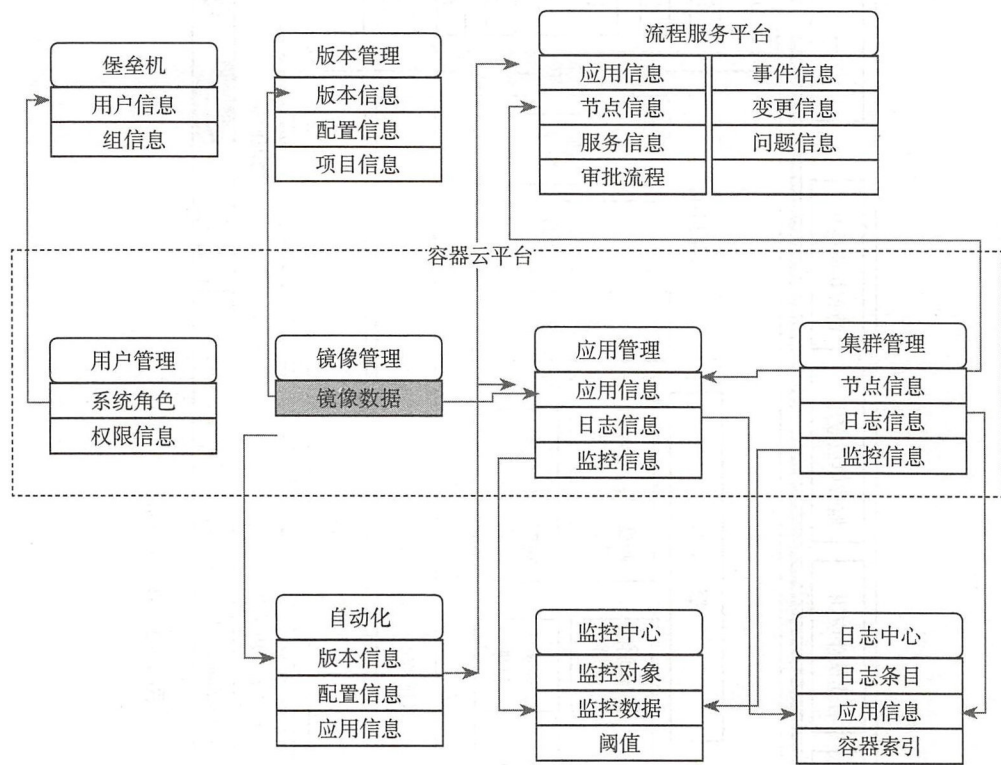 堡垒机
用户信息
组信息
版本管理
版本信息
配置信息
项目信息
流程服务平台
应用信息
事件信息
节点信息
变更信息
服务信息
问题信息
审批流程
容器云平台
用户管理
系统角色
权限信息
镜像管理
镜像数据
应用管理
应用信息
日志信息
监控信息
集群管理
节点信息
日志信息
监控信息
自动化
版本信息
配置信息
应用信息
监控中心
监控对象
监控数据
阈值
日志中心
日志条目
应用信息
容器索引